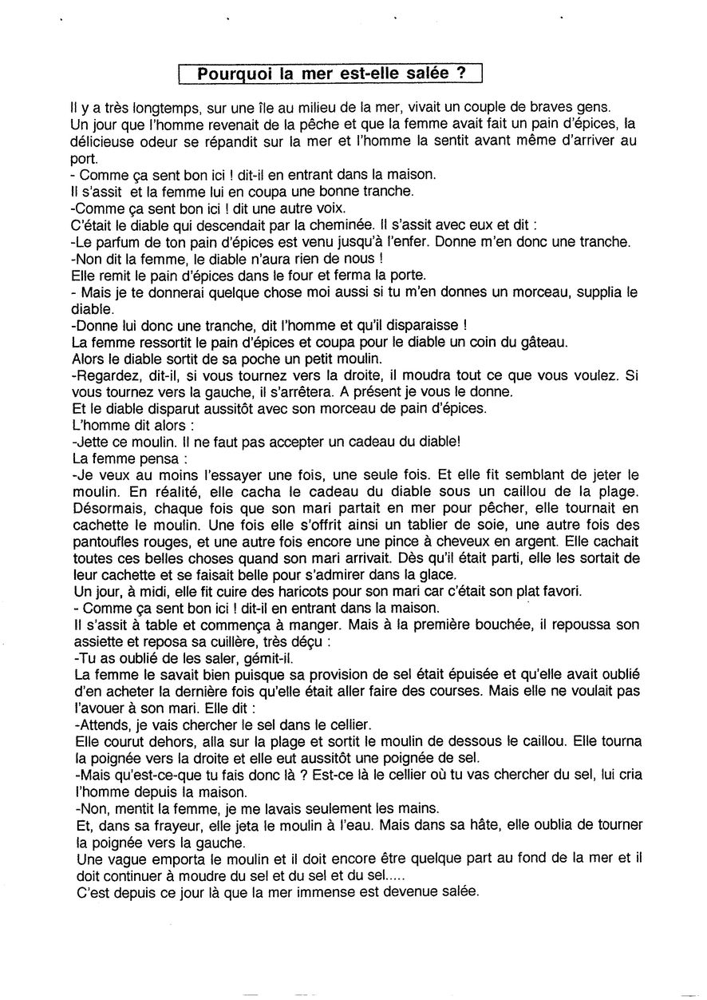 Pourquoi la mer est-elle salée ?
Il y a très longtemps, sur une île au milieu de la mer, vivait un couple de braves gens.
Un jour que l'homme revenait de la pêche et que la femme avait fait un pain d'épices, la
délicieuse odeur se répandit sur la mer et l'homme la sentit avant même d'arriver au
port.
- Comme ça sent bon ici ! dit-il en entrant dans la maison.
Il s'assit et la femme lui en coupa une bonne tranche.
-Comme ça sent bon ici ! dit une autre voix.
C'était le diable qui descendait par la cheminée. Il s'assit avec eux et dit :
-Le parfum de ton pain d'épices est venu jusqu'à l'enfer. Donne m'en donc une tranche.
-Non dit la femme, le diable n'aura rien de nous !
Elle remit le pain d'épices dans le four et ferma la porte.
- Mais je te donnerai quelque chose moi aussi si tu m'en donnes un morceau, supplia le
diable.
-Donne lui donc une tranche, dit l'homme et qu'il disparaisse !
La femme ressortit le pain d'épices et coupa pour le diable un coin du gâteau.
Alors le diable sortit de sa poche un petit moulin.
-Regardez, dit-il, si vous tournez vers la droite, il moudra tout ce que vous voulez. Si
vous tournez vers la gauche, il s'arrêtera. A présent je vous le donne.
Et le diable disparut aussitôt avec son morceau de pain d'épices.
L'homme dit alors :
-Jette ce moulin. Il ne faut pas accepter un cadeau du diable!
La femme pensa :
-Je veux au moins l'essayer une fois, une seule fois. Et elle fit semblant de jeter le
moulin. En réalité, elle cacha le cadeau du diable sous un caillou de la plage.
Désormais, chaque fois que son mari partait en mer pour pêcher, elle tournait en
cachette le moulin. Une fois elle s'offrit ainsi un tablier de soie, une autre fois des
pantoufles rouges, et une autre fois encore une pince à cheveux en argent. Elle cachait
toutes ces belles choses quand son mari arrivait. Dès qu'il était parti, elle les sortait de
leur cachette et se faisait belle pour s'admirer dans la glace.
Un jour, à midi, elle fit cuire des haricots pour son mari car c'était son plat favori.
- Comme ça sent bon ici ! dit-il en entrant dans la maison.
Il s'assit à table et commença à manger. Mais à la première bouchée, il repoussa son
assiette et reposa sa cuillère, très déçu :
-Tu as oublié de les saler, gémit-il.
La femme le savait bien puisque sa provision de sel était épuisée et qu'elle avait oublié
d'en acheter la dernière fois qu'elle était aller faire des courses. Mais elle ne voulait pas
l'avouer à son mari. Elle dit :
-Attends, je vais chercher le sel dans le cellier.
Elle courut dehors, alla sur la plage et sortit le moulin de dessous le caillou. Elle tourna
la poignée vers la droite et elle eut aussitôt une poignée de sel.
-Mais qu'est-ce-que tu fais donc là ? Est-ce là le cellier où tu vas chercher du sel, lui cria
l'homme depuis la maison.
-Non, mentit la femme, je me lavais seulement les mains.
Et, dans sa frayeur, elle jeta le moulin à l'eau. Mais dans sa hâte, elle oublia de tourner
la poignée vers la gauche.
Une vague emporta le moulin et il doit encore être quelque part au fond de la mer et il
doit continuer à moudre du sel et du sel et du sel.....
C'est depuis ce jour là que la mer immense est devenue salée.